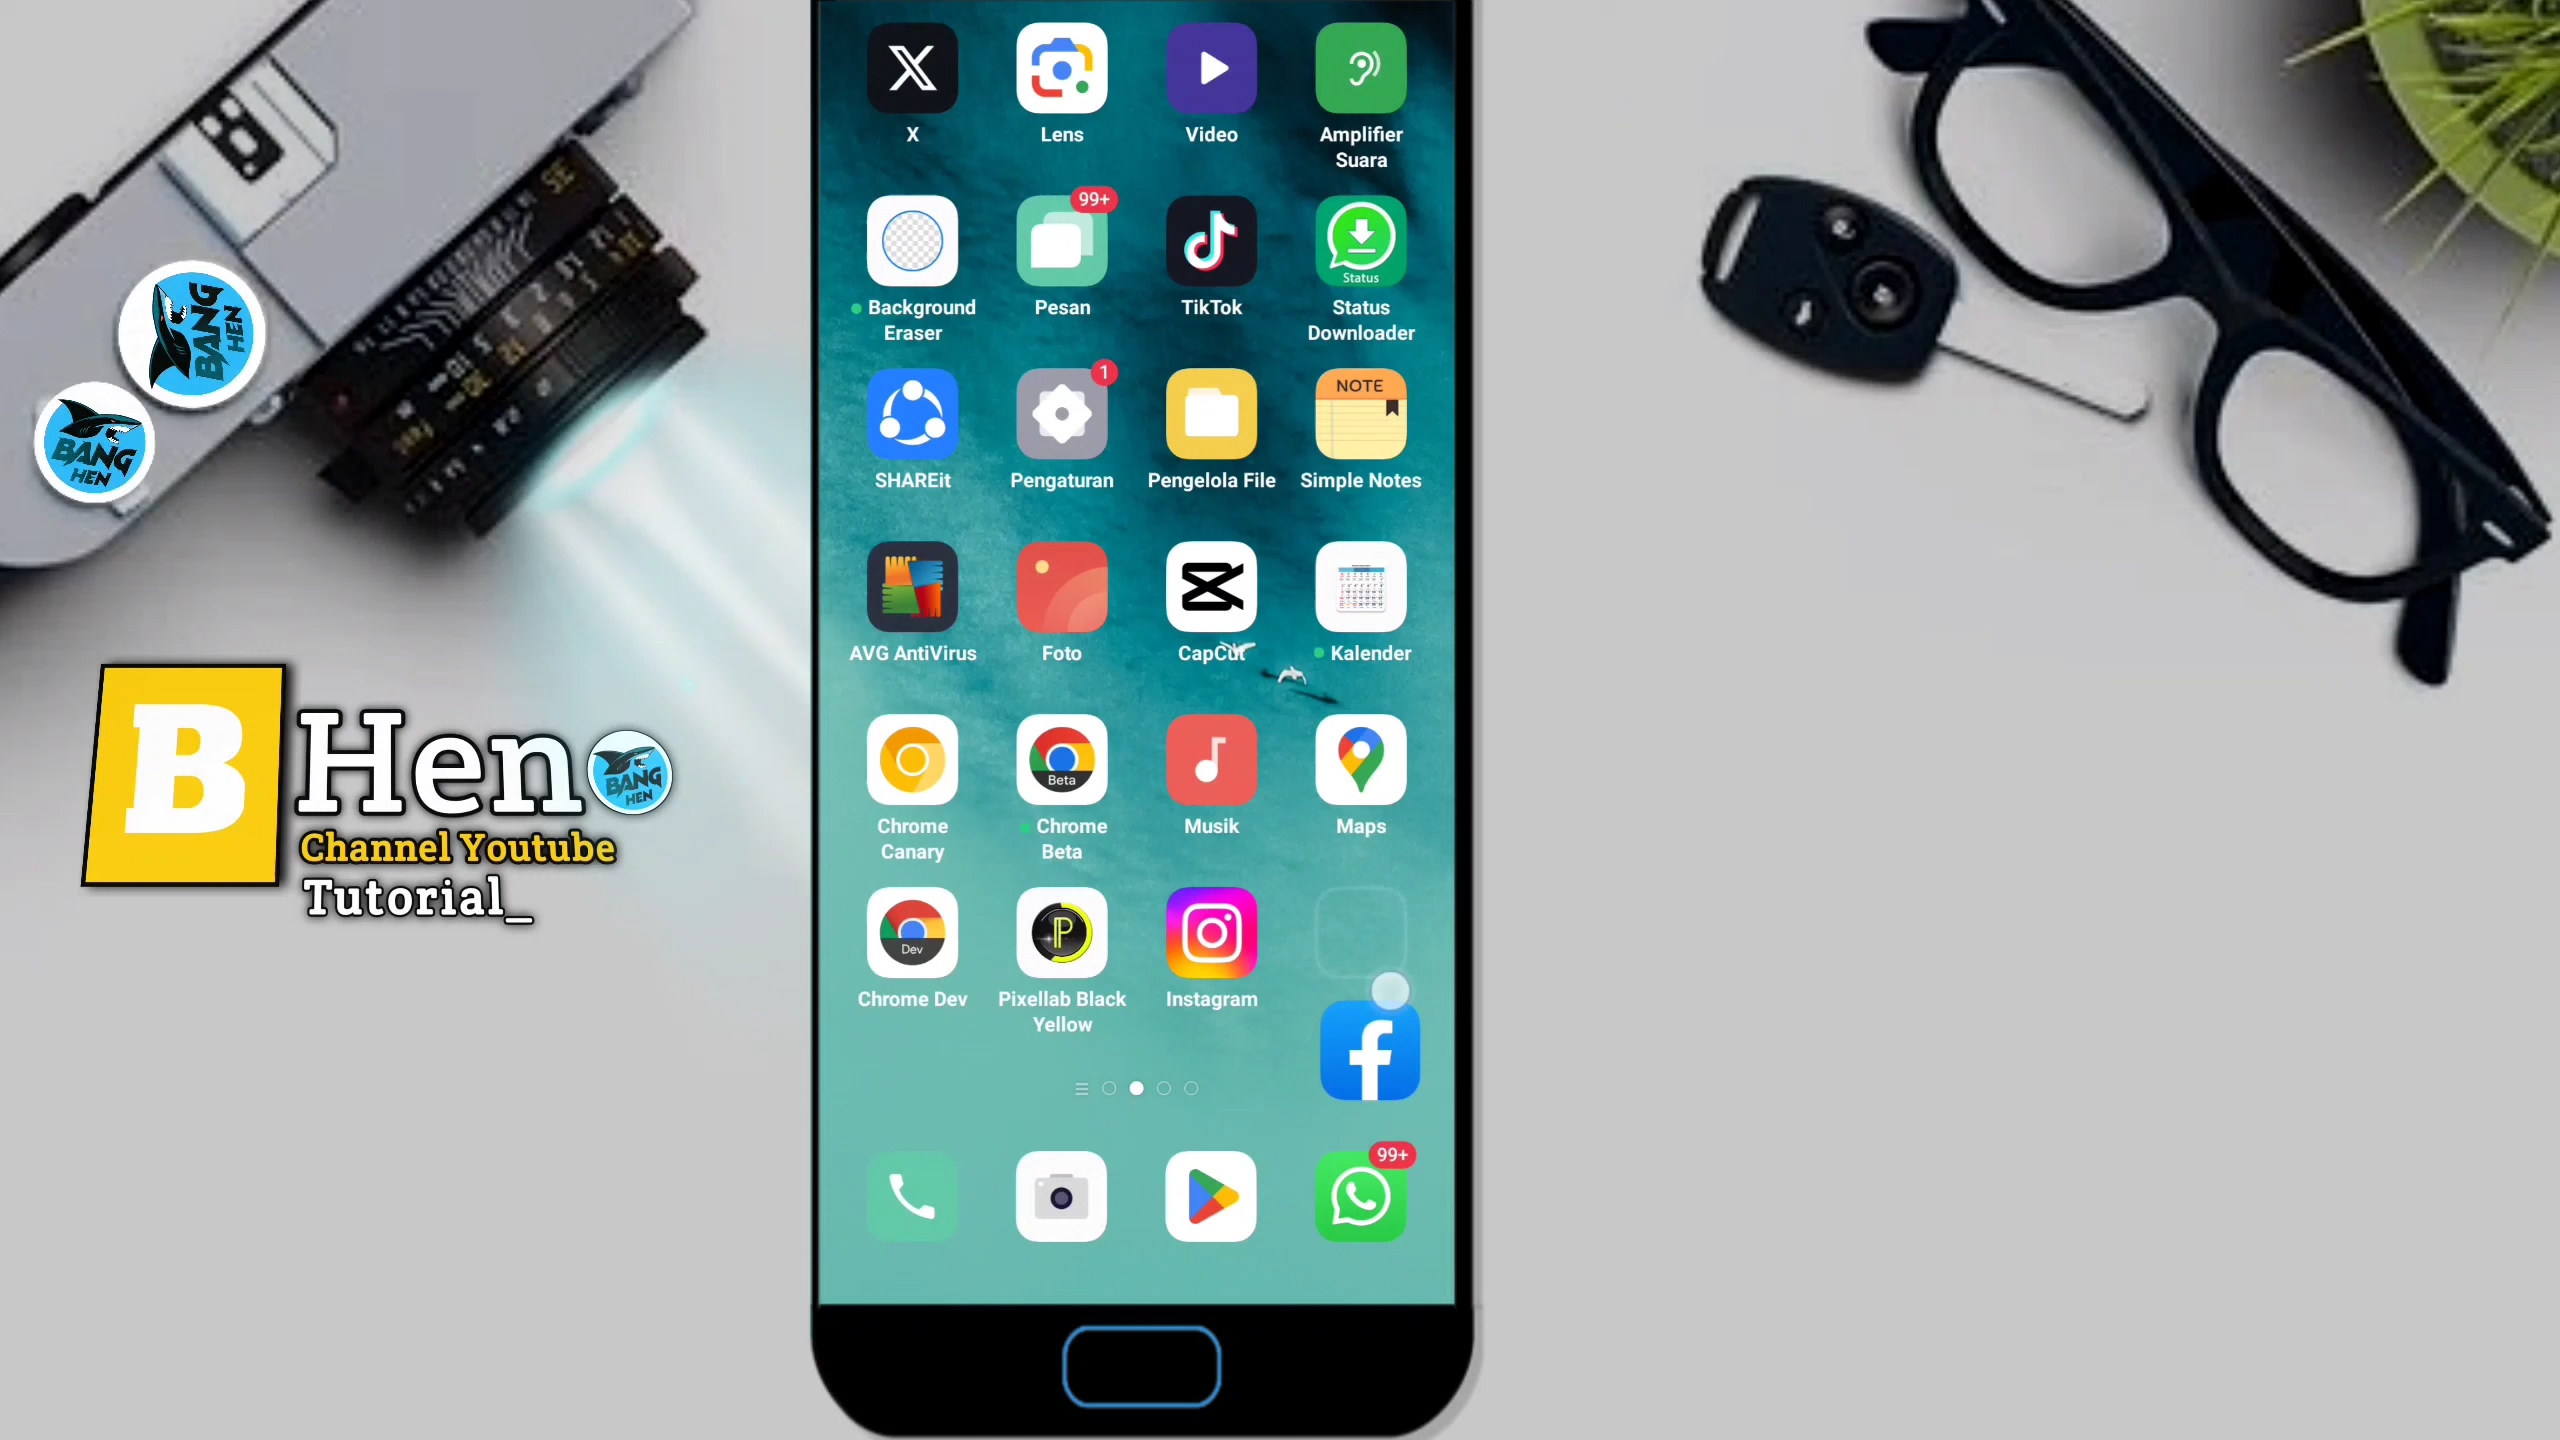 X
Lens
Video
Amplifier
Suara
99+
Status
Background
Eraser
Pesan
TikTok
Status
Downloader
1
NOTE
SHAREit
Pengaturan
Pengelola File
Simple Notes
AVG AntiVirus
Foto
CapCut
Kalender
Beta
Chrome
Canary
Chrome
Beta
Musik
Maps
Dev
P
Chrome Dev
Pixellab Black
Yellow
Instagram
99+
BANG
HEN
BANG
HEN
B Hen
BANG
HEN
Channel Youtube
Tutorial_